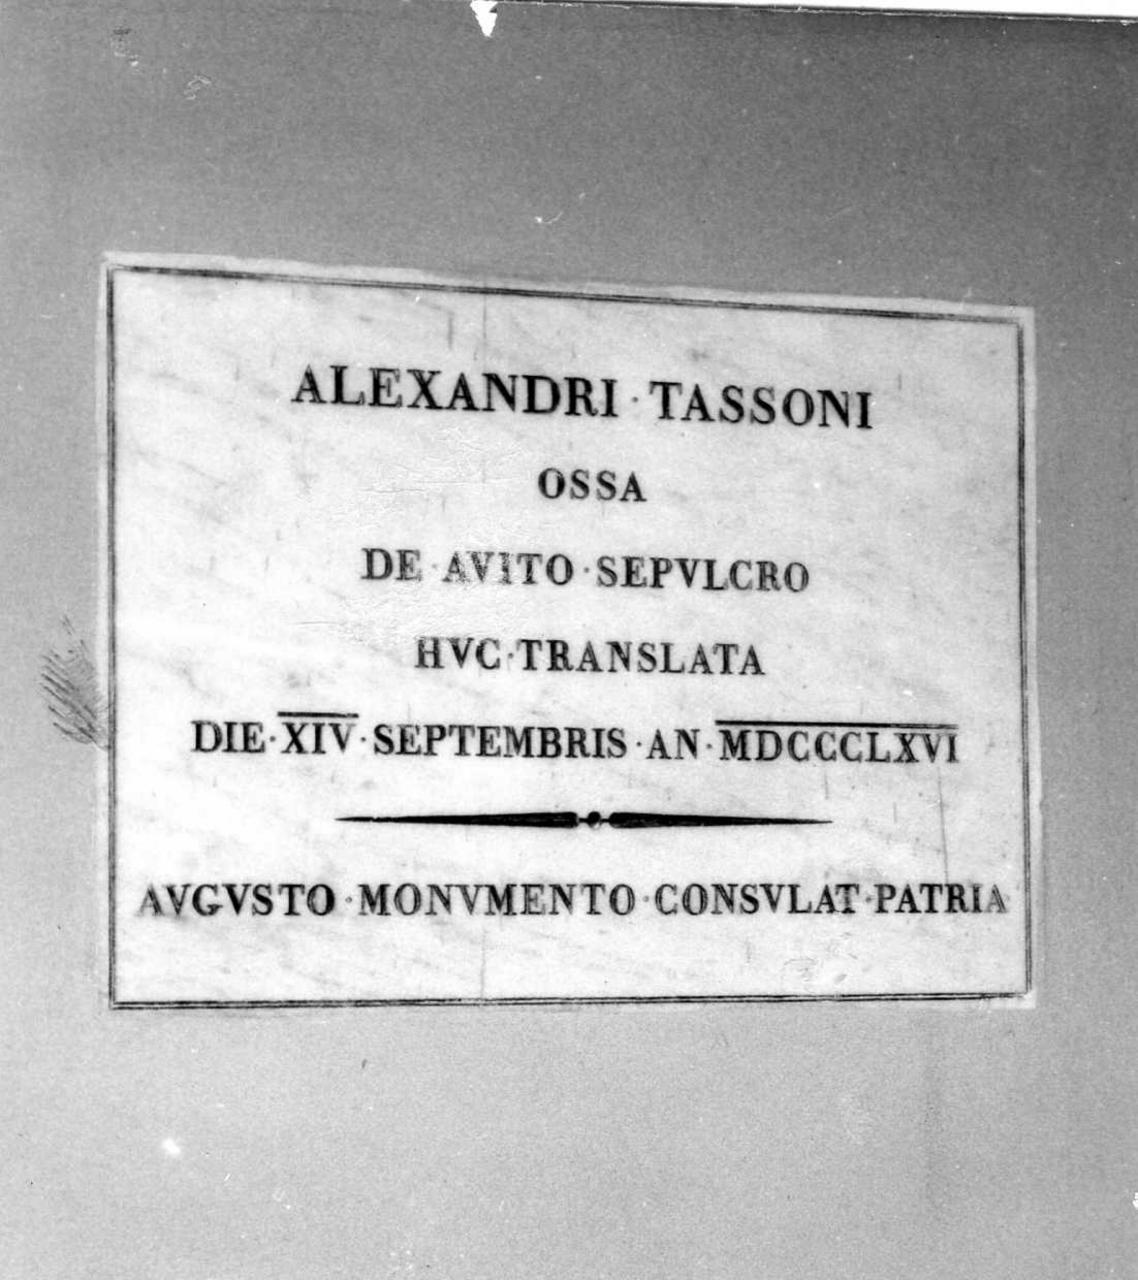 ALEXANDRI · TASSONI
OSSA
DE · AVITO · SEPVLCRO
HVC · TRANSLATA
DIE · XIV · SEPTEMBRIS · AN · MDCCCLXVI
AVGVSTO · MONVMENTO · CONSVLAT · PATRIA